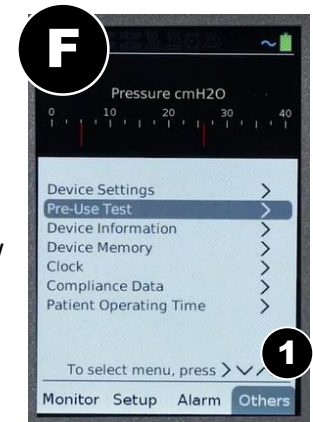 F
Pressure cmH2O
0 10 20 30 40
Device Settings >
Pre-Use Test >
Device Information >
Device Memory >
Clock >
Compliance Data >
Patient Operating Time >
1
To select menu, press >
Monitor Setup Alarm Others